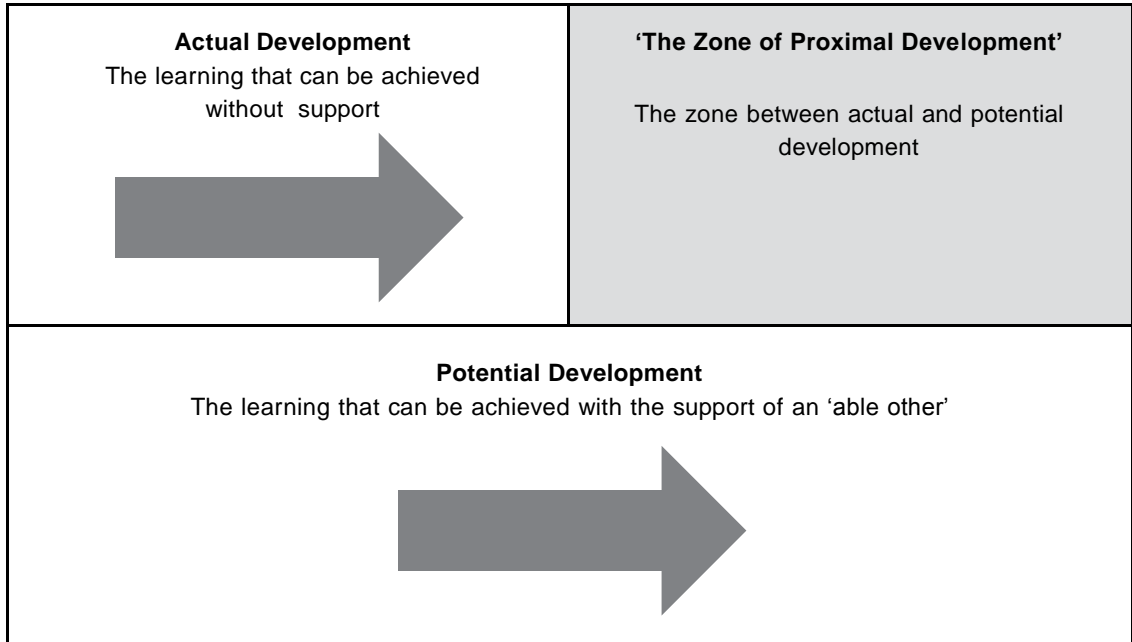 Actual Development
The learning that can be achieved
without support
‘The Zone of Proximal Development’
The zone between actual and potential
development
Potential Development
The learning that can be achieved with the support of an ‘able other’